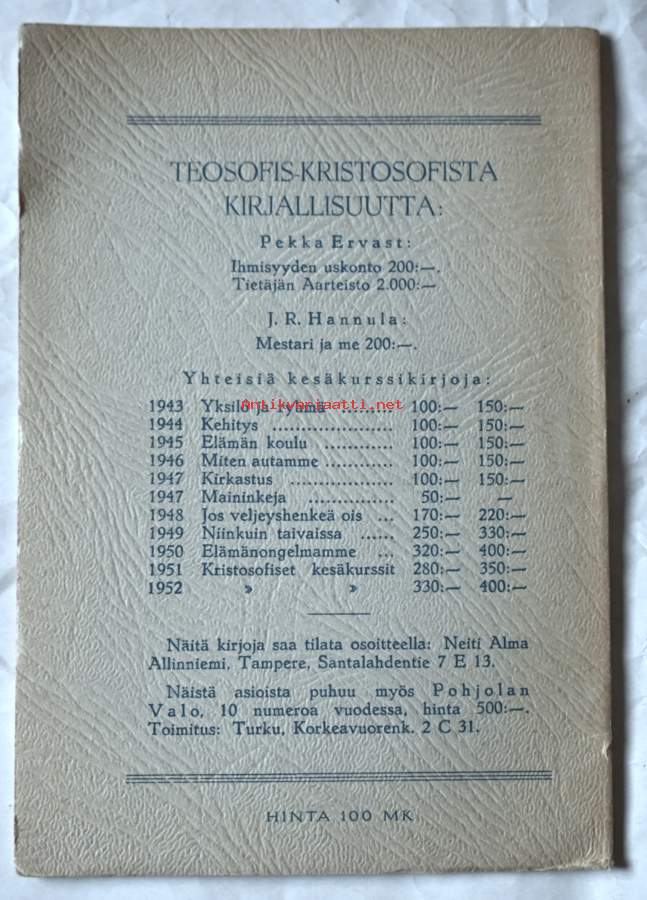 TEOSOFIS-KRISTOSOFISTA
KIRJALLISUUTTA:
Pekka Ervast:
Ihmisyyden uskonto 200:—.
Tietäjän Aarteisto 2.000:—
J. R. Hannula:
Mestari ja me 200:—.
Yhteisiä kesäkurssikirjoja:
1943 Yksilö ja ryhmä ......... 100:— 150:—
Antikvariaatti.net
1944 Kehitys ..................... 100:— 150:—
1945 Elämän koulu ............ 100:— 150:—
1946 Miten autamme ............ 100:— 150:—
1947 Kirkastus .................. 100:— 150:—
1947 Maininkeja ............... 50:— —
1948 Jos veljeyshenkeä ois ... 170:— 220:—
1949 Niinkuin taivaissa ...... 250:— 330:—
1950 Elämänongelmamme ... 320:— 400:—
1951 Kristosofiset kesäkurssit 280:— 350:—
1952 » » 330:— 400:—
Näitä kirjoja saa tilata osoitteella: Neiti Alma
Allinniemi, Tampere, Santalahdentie 7 E 13.
Näistä asioista puhuu myös Pohjolan
Valo, 10 numeroa vuodessa, hinta 500:—.
Toimitus: Turku, Korkeavuorenk. 2 C 31.
HINTA 100 MK